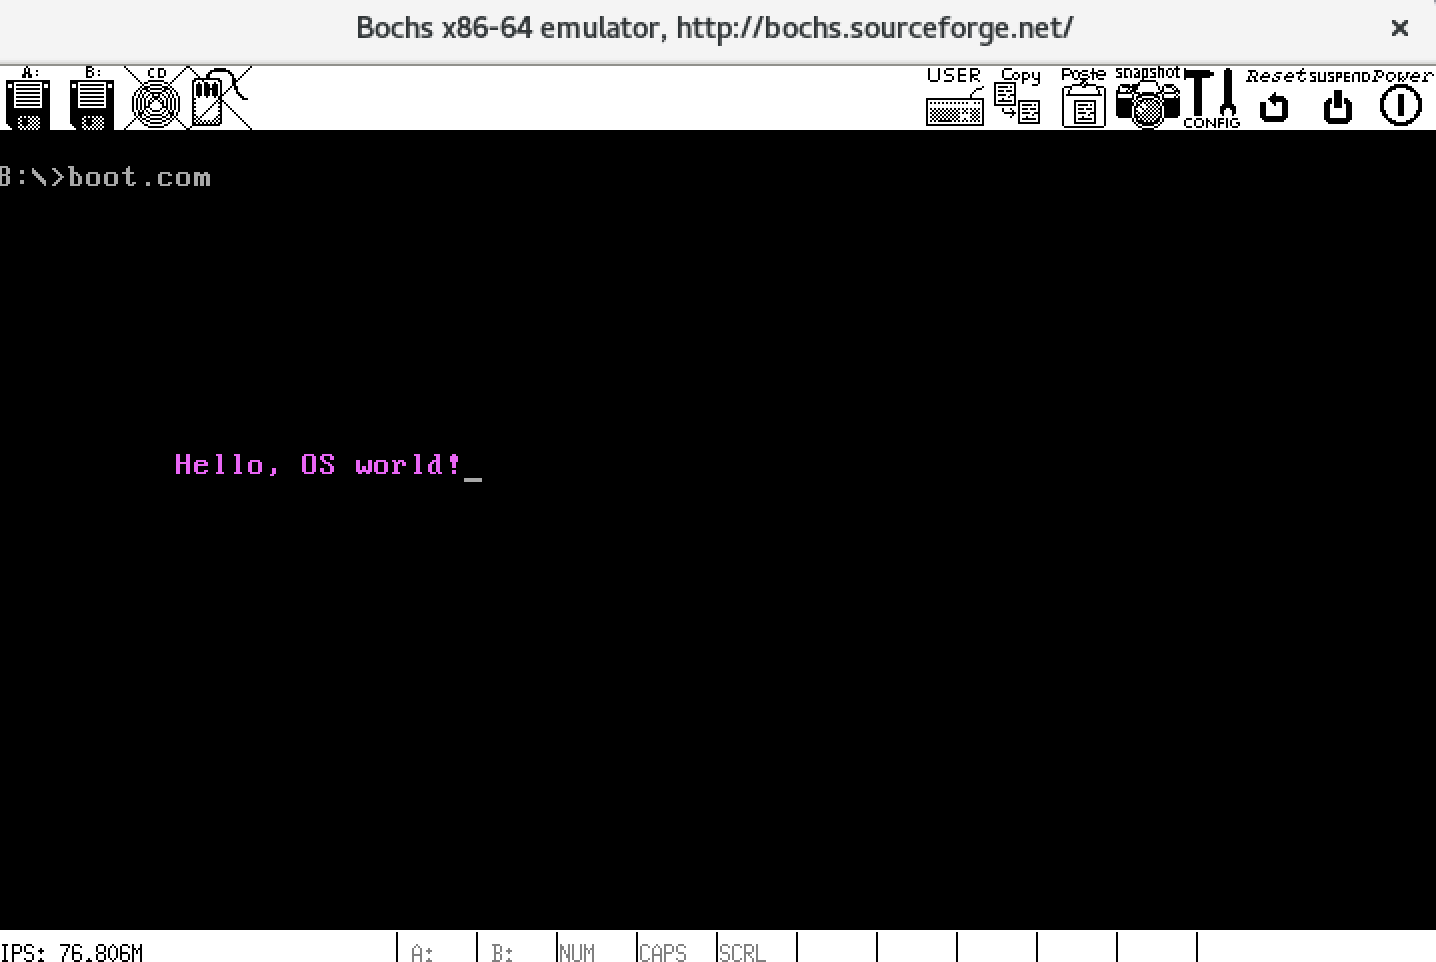 Bochs x86-64 emulator, http://bochs.sourceforge.net/ ×
A: B: CD USER Copy Paste snapshot CONFIG Reset SUSPEND Power
B:\>boot.com
Hello, OS world!_
IPS: 76.806M A: B: NUM CAPS SCRL